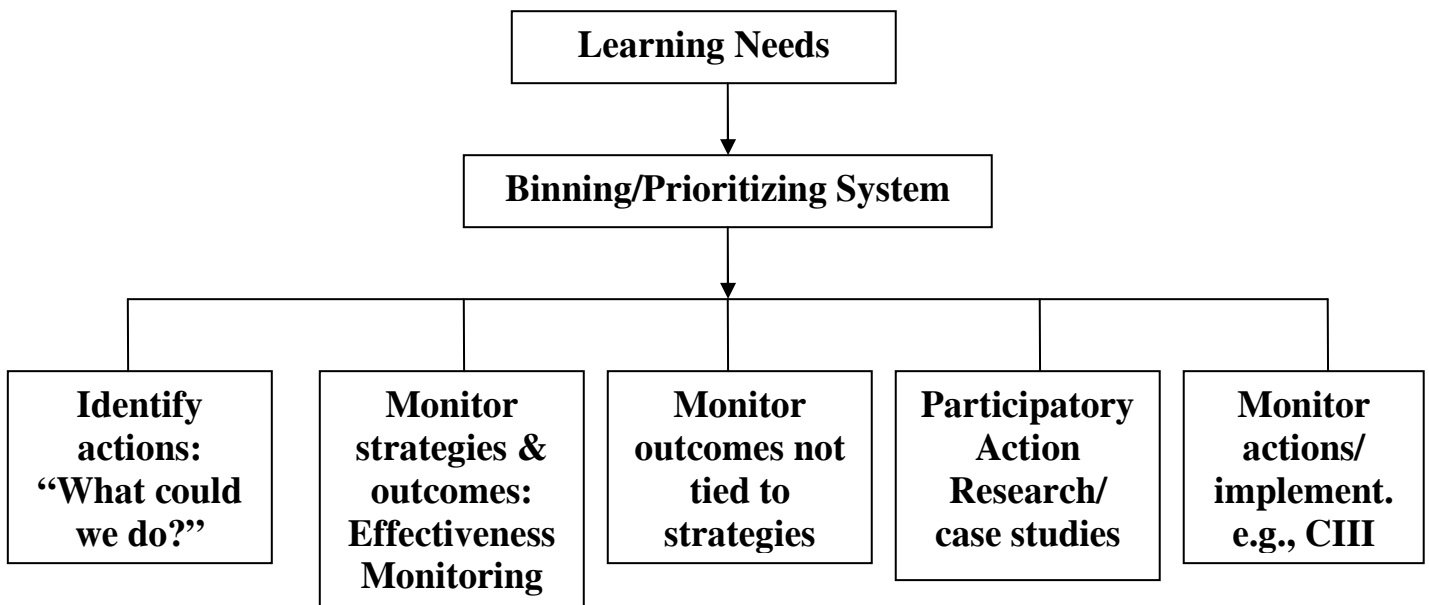 Learning Needs
Binning/Prioritizing System
Identify
actions:
“What could
we do?”
Monitor
strategies &
outcomes:
Effectiveness
Monitoring
Monitor
outcomes not
tied to
strategies
Participatory
Action
Research/
case studies
Monitor
actions/
implement.
e.g., CIII